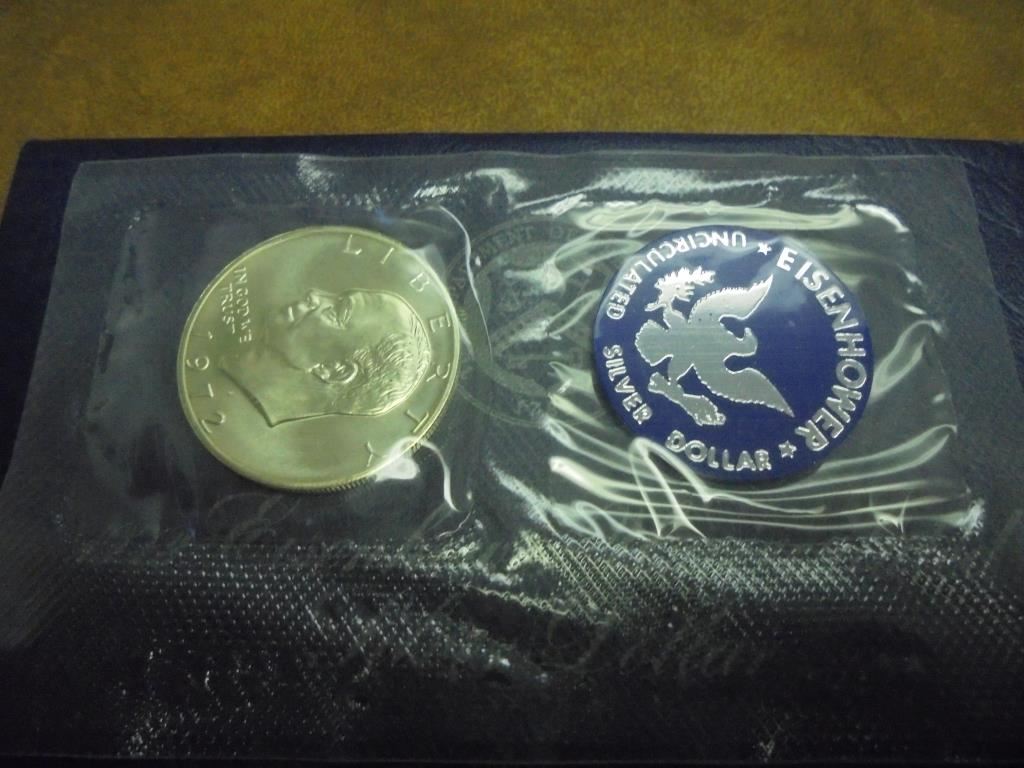 LIBERTY
IN GOD WE
TRUST
1972
EISENHOWER
UNCIRCULATED SILVER DOLLAR